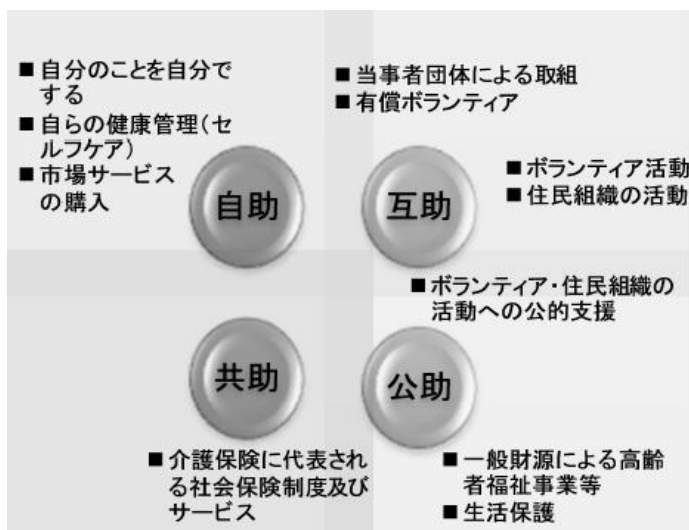 ■自分のことを自分で
する
■自らの健康管理(セ
ルフケア)
■市場サービス
の購入
■当事者団体による取組
■有償ボランティア
■ボランティア活動
■住民組織の活動
自助
互助
■ボランティア・住民組織の
活動への公的支援
共助
公助
■介護保険に代表され
る社会保険制度及び
サービス
■一般財源による高齢
者福祉事業等
■生活保護